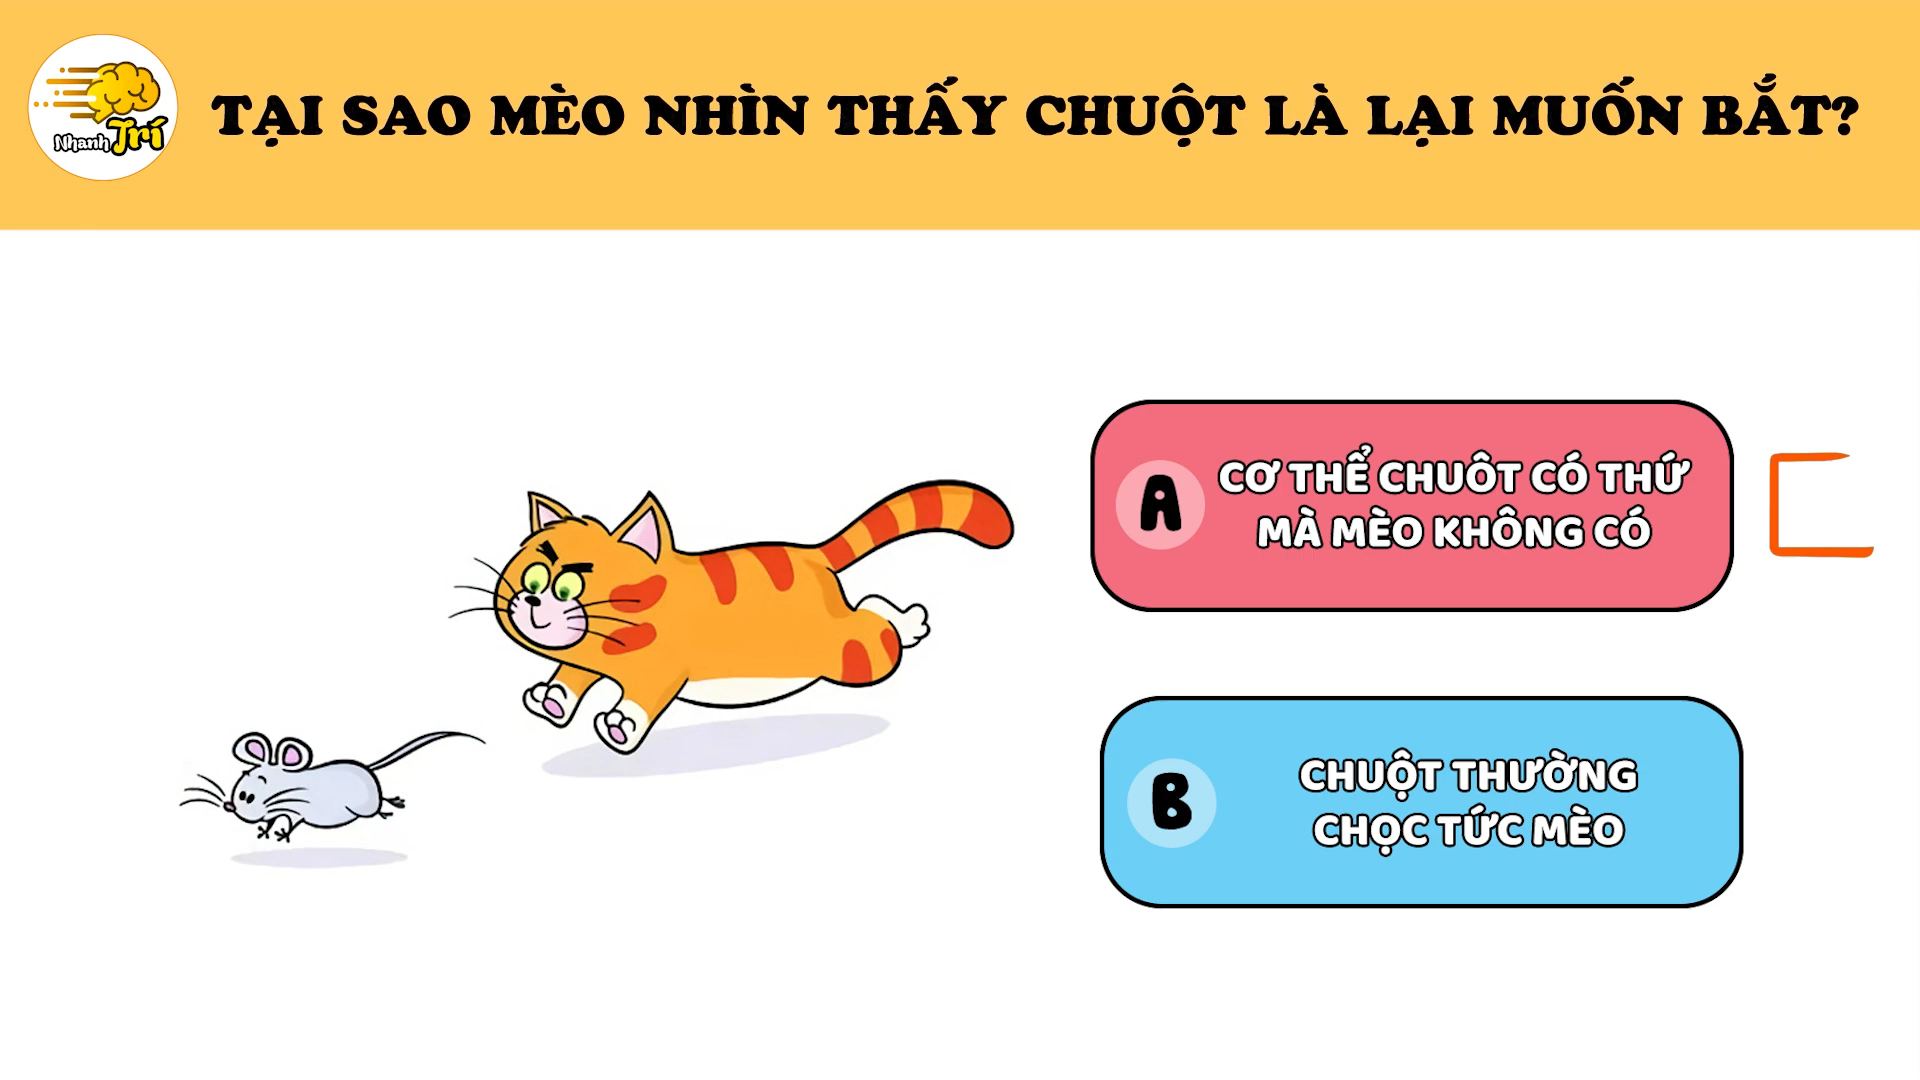 Nhanh Trí
TẠI SAO MÈO NHÌN THẤY CHUỘT LÀ LẠI MUỐN BẮT?
A
CƠ THỂ CHUÔT CÓ THỨ
MÀ MÈO KHÔNG CÓ
B
CHUỘT THƯỜNG
CHỌC TỨC MÈO